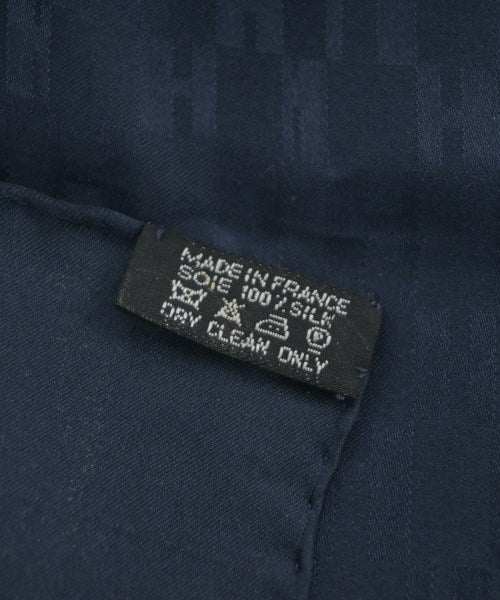 MADE IN FRANCE
SOIE 100% SILK
P
DRY CLEAN ONLY